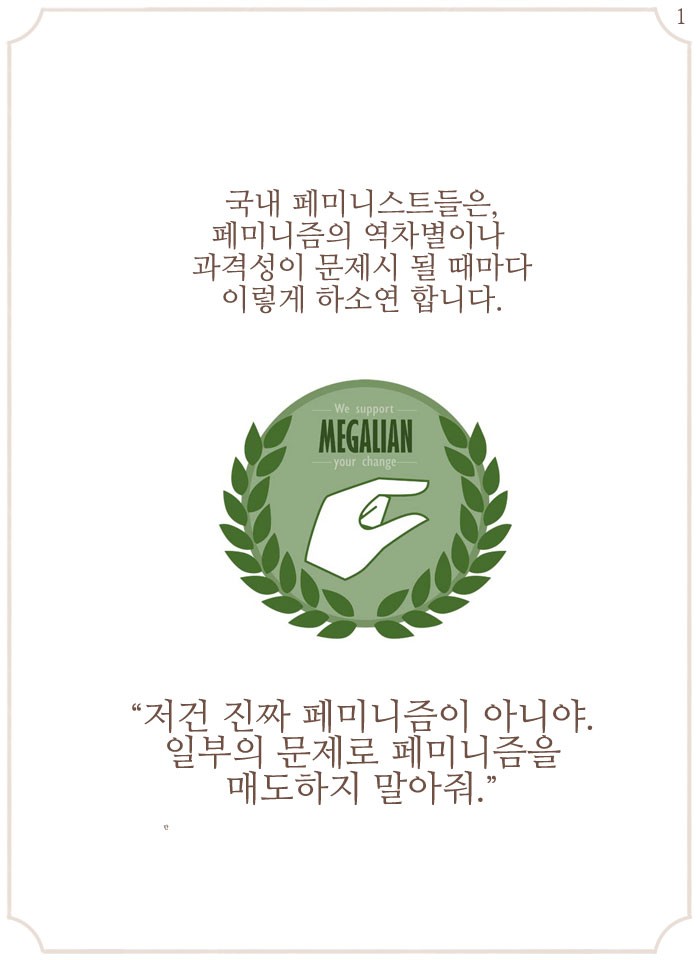 1
국내 페미니스트들은,
페미니즘의 역차별이나
과격성이 문제시 될 때마다
이렇게 하소연 합니다.
We support
MEGALIAN
your change
“저건 진짜 페미니즘이 아니야.
일부의 문제로 페미니즘을
매도하지 말아줘.”